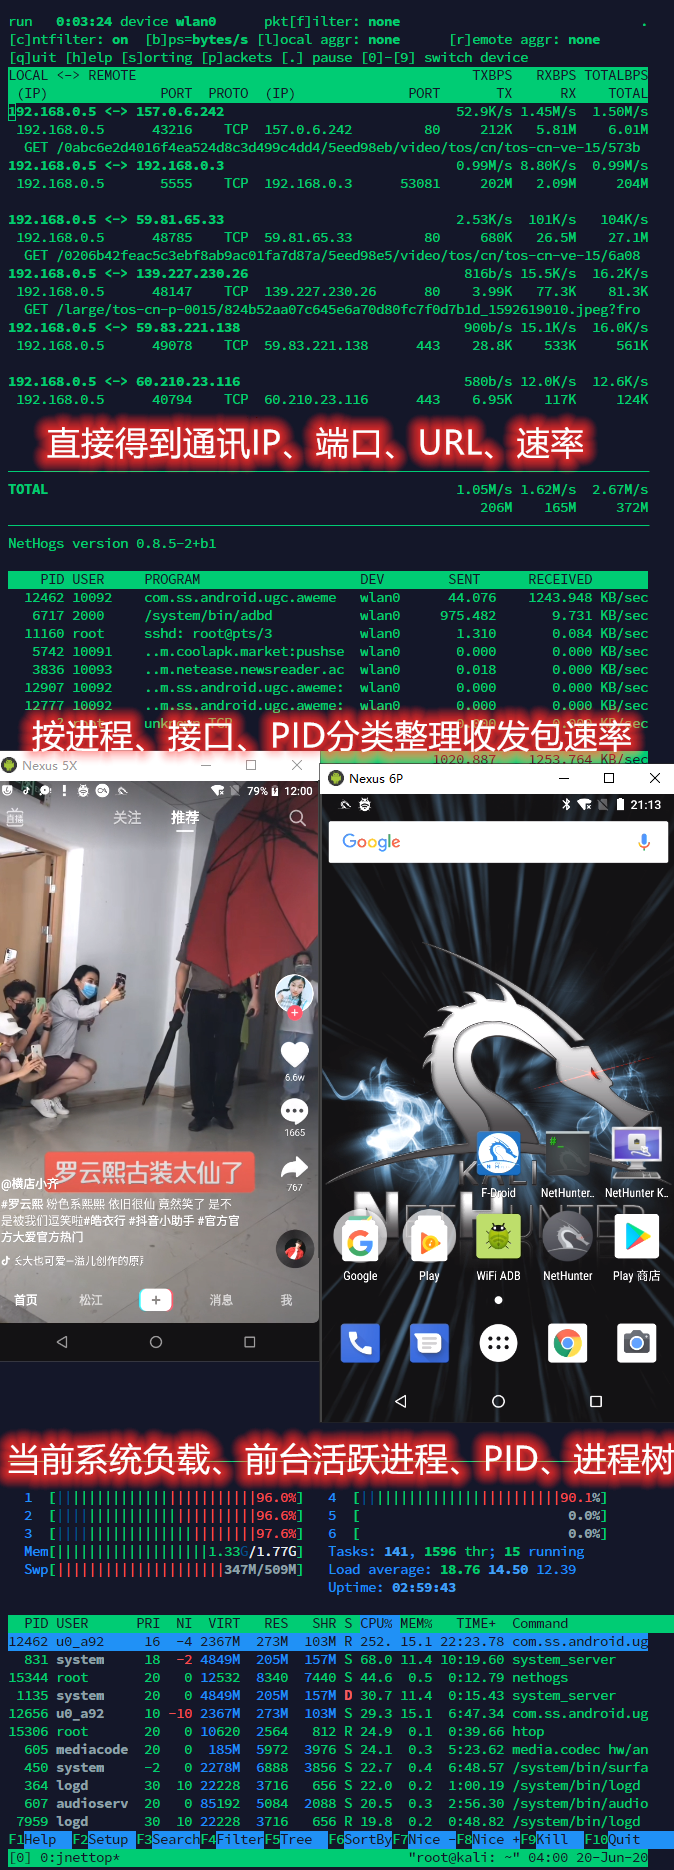 run   0:03:24 device wlan0      pkt[f]ilter: none                              .
[c]ntfilter: on  [b]ps=bytes/s [l]ocal aggr: none      [r]emote aggr: none
[q]uit [h]elp [s]orting [p]ackets [.] pause [0]-[9] switch device
LOCAL <-> REMOTE TXBPS RXBPS TOTALBPS
(IP) PORT PROTO (IP) PORT TX RX TOTAL
192.168.0.5 <-> 157.0.6.242 52.9K/s 1.45M/s 1.50M/s
192.168.0.5 43216 TCP 157.0.6.242 80 212K 5.81M 6.01M
GET /0abc6e2d4016f4ea524d8c3d499c4dd4/5eed98eb/video/tos/cn/tos-cn-ve-15/573b
192.168.0.5 <-> 192.168.0.3 0.99M/s 8.80K/s 0.99M/s
192.168.0.5 5555 TCP 192.168.0.3 53081 202M 2.09M 204M
192.168.0.5 <-> 59.81.65.33 2.53K/s 101K/s 104K/s
192.168.0.5 48785 TCP 59.81.65.33 80 680K 26.5M 27.1M
GET /0206b42feac5c3ebf8ab9ac01fa7d87a/5eed98e5/video/tos/cn/tos-cn-ve-15/6a08
192.168.0.5 <-> 139.227.230.26 816b/s 15.5K/s 16.2K/s
192.168.0.5 48147 TCP 139.227.230.26 80 3.99K 77.3K 81.3K
GET /large/tos-cn-p-0015/824b52aa07c645e6a70d80fc7f0d7b1d_1592619010.jpeg?fro
192.168.0.5 <-> 59.83.221.138 900b/s 15.1K/s 16.0K/s
192.168.0.5 49078 TCP 59.83.221.138 443 28.8K 533K 561K
192.168.0.5 <-> 60.210.23.116 580b/s 12.0K/s 12.6K/s
192.168.0.5 40794 TCP 60.210.23.116 443 6.95K 117K 124K
直接得到通讯IP、端口、URL、速率
TOTAL 1.05M/s 1.62M/s 2.67M/s
206M 165M 372M
NetHogs version 0.8.5-2+b1
PID USER PROGRAM DEV SENT RECEIVED
12462 10092 com.ss.android.ugc.aweme wlan0 44.076 1243.948 KB/sec
6717 2000 /system/bin/adbd wlan0 975.482 9.731 KB/sec
11160 root sshd: root@pts/3 wlan0 1.310 0.084 KB/sec
5742 10091 ..m.coolapk.market:pushse wlan0 0.000 0.000 KB/sec
3836 10093 ..m.netease.newsreader.ac wlan0 0.018 0.000 KB/sec
12907 10092 ..m.ss.android.ugc.aweme: wlan0 0.000 0.000 KB/sec
12777 10092 ..m.ss.android.ugc.aweme: wlan0 0.000 0.000 KB/sec
? root unknown TCP
按进程、接口、PID分类整理收发包速率
1020.887 1253.764 KB/sec
Nexus 5X
79% 12:00
直播 关注 推荐
6.6w
1665
767
罗云熙古装太仙了
@横店小齐
#罗云熙 粉色系熙熙 依旧很仙 竟然笑了 是不
是被我们逗笑啦#皓衣行 #抖音小助手 #官方官
方大爱官方热门
首页 松江 + 消息 我
Nexus 6P
21:13
Google
KALI
NETHUNTER
F-Droid NetHunter.. NetHunter K..
Google Play WiFi ADB NetHunter Play 商店
当前系统负载、前台活跃进程、PID、进程树
1 [96.0%] 4 [90.1%]
2 [96.6%] 5 [0.0%]
3 [97.6%] 6 [0.0%]
Mem[1.33G/1.77G] Tasks: 141, 1596 thr; 15 running
Swp[347M/509M] Load average: 18.76 14.50 12.39
Uptime: 02:59:43
PID USER PRI NI VIRT RES SHR S CPU% MEM% TIME+ Command
12462 u0_a92 16 -4 2367M 273M 103M R 252. 15.1 22:23.78 com.ss.android.ug
831 system 18 -2 4849M 205M 157M S 68.0 11.4 10:19.60 system_server
15344 root 20 0 12532 8340 7440 S 44.6 0.5 0:12.79 nethogs
1135 system 20 0 4849M 205M 157M D 30.7 11.4 0:15.43 system_server
12656 u0_a92 10 -10 2367M 273M 103M S 29.3 15.1 6:47.34 com.ss.android.ug
15306 root 20 0 10620 2564 812 R 24.9 0.1 0:39.66 htop
605 mediacode 20 0 185M 5972 3976 S 24.1 0.3 5:23.62 media.codec hw/an
450 system -2 0 2278M 6888 3856 S 22.7 0.4 6:48.57 /system/bin/surfa
364 logd 30 10 22228 3716 656 S 22.0 0.2 1:00.19 /system/bin/logd
607 audioserv 20 0 85192 5084 2088 S 20.5 0.3 2:56.30 /system/bin/audio
7959 logd 30 10 22228 3716 656 R 19.8 0.2 0:48.82 /system/bin/logd
F1Help F2Setup F3SearchF4FilterF5Tree F6SortByF7Nice -F8Nice +F9Kill F10Quit
[0] 0:jnettop* "root@kali: ~" 04:00 20-Jun-20